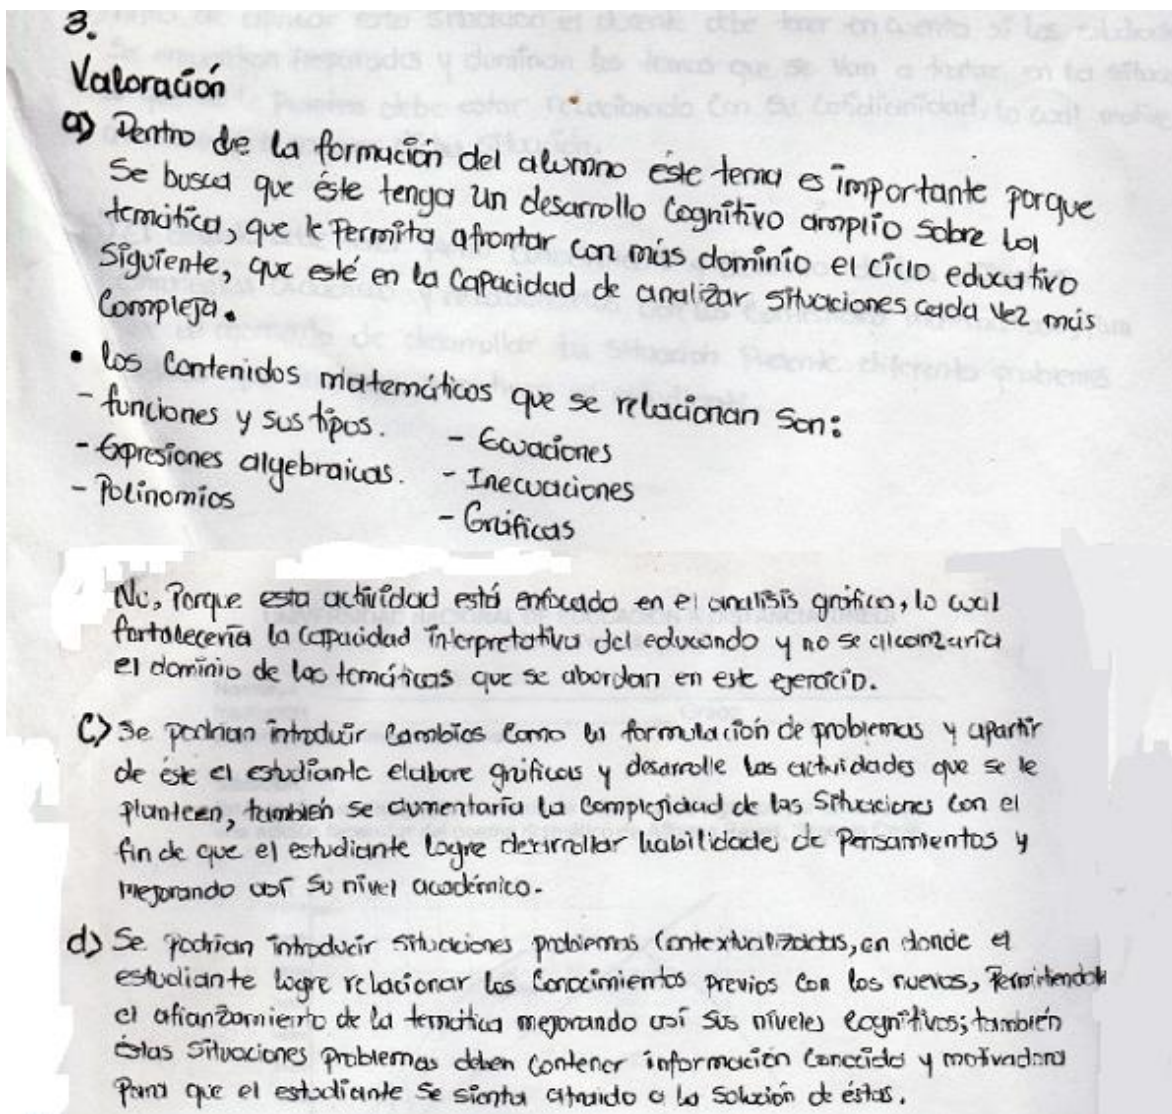 3.
Valoración
a) Dentro de la formación del alumno éste tema es importante porque
se busca que éste tenga un desarrollo cognitivo amplio sobre la
temática, que le permita afrontar con más dominio el ciclo educativo
siguiente, que esté en la capacidad de analizar situaciones cada vez más
compleja.
• los contenidos matemáticos que se relacionan son:
- funciones y sus tipos. - Ecuaciones
- Expresiones algebraicas. - Inecuaciones
- Polinomios - Gráficas
No, Porque esta actividad está enfocado en el analisis gráfico, lo cual
fortalecería la capacidad interpretativa del educando y no se alcanzaría
el dominio de las temáticas que se abordan en este ejercicio.
C) Se podrían introducir cambios como la formulación de problemas y apartir
de éste el estudiante elabore gráficas y desarrolle las actividades que se le
planteen, también se aumentaría la complejidad de las situaciones con el
fin de que el estudiante logre desarrollar habilidades de pensamientos y
mejorando así su nivel académico.
d) Se podrían introducir situaciones problemas contextualizadas, en donde el
estudiante logre relacionar los conocimientos previos con los nuevos, Permitiendole
el afianzamiento de la temática mejorando así sus niveles cognitivos; también
éstas situaciones problemas deben contener información conocida y motivadora
para que el estudiante se sienta atraido a la solución de éstas.